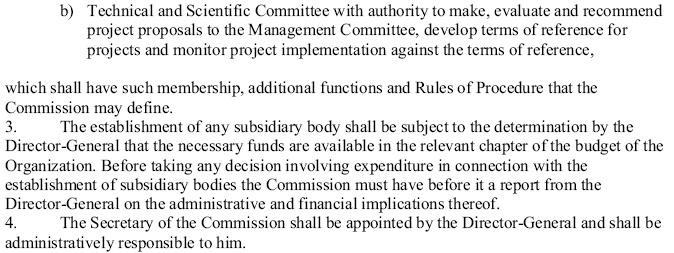 b) Technical and Scientific Committee with authority to make, evaluate and recommend
project proposals to the Management Committee, develop terms of reference for
projects and monitor project implementation against the terms of reference,
which shall have such membership, additional functions and Rules of Procedure that the
Commission may define.
3. The establishment of any subsidiary body shall be subject to the determination by the
Director-General that the necessary funds are available in the relevant chapter of the budget of the
Organization. Before taking any decision involving expenditure in connection with the
establishment of subsidiary bodies the Commission must have before it a report from the
Director-General on the administrative and financial implications thereof.
4. The Secretary of the Commission shall be appointed by the Director-General and shall be
administratively responsible to him.